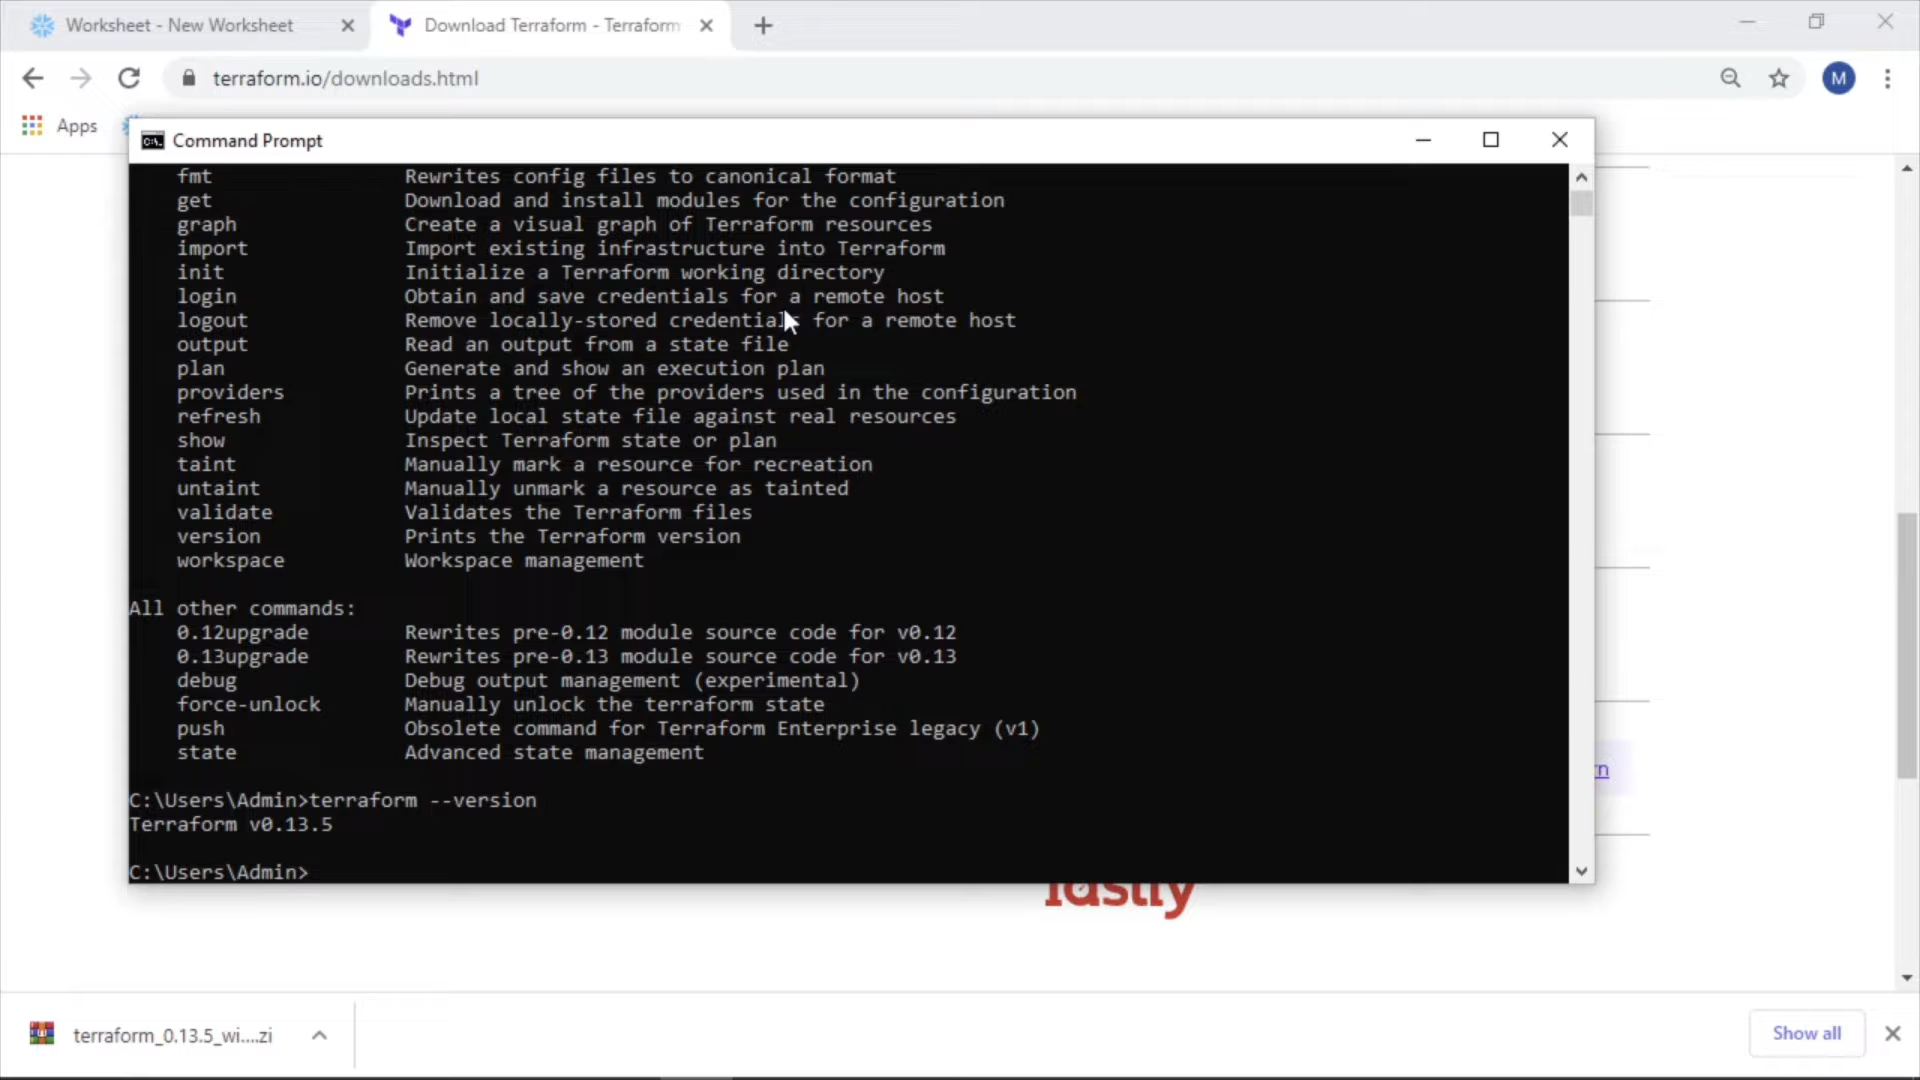 Worksheet - New Worksheet
Download Terraform - Terraform
terraform.io/downloads.html
M
Apps
Command Prompt
fmt Rewrites config files to canonical format
get Download and install modules for the configuration
graph Create a visual graph of Terraform resources
import Import existing infrastructure into Terraform
init Initialize a Terraform working directory
login Obtain and save credentials for a remote host
logout Remove locally-stored credentials for a remote host
output Read an output from a state file
plan Generate and show an execution plan
providers Prints a tree of the providers used in the configuration
refresh Update local state file against real resources
show Inspect Terraform state or plan
taint Manually mark a resource for recreation
untaint Manually unmark a resource as tainted
validate Validates the Terraform files
version Prints the Terraform version
workspace Workspace management
All other commands:
0.12upgrade Rewrites pre-0.12 module source code for v0.12
0.13upgrade Rewrites pre-0.13 module source code for v0.13
debug Debug output management (experimental)
force-unlock Manually unlock the terraform state
push Obsolete command for Terraform Enterprise legacy (v1)
state Advanced state management
C:\Users\Admin>terraform --version
Terraform v0.13.5
C:\Users\Admin>
fastly
terraform_0.13.5_wi....zi
Show all